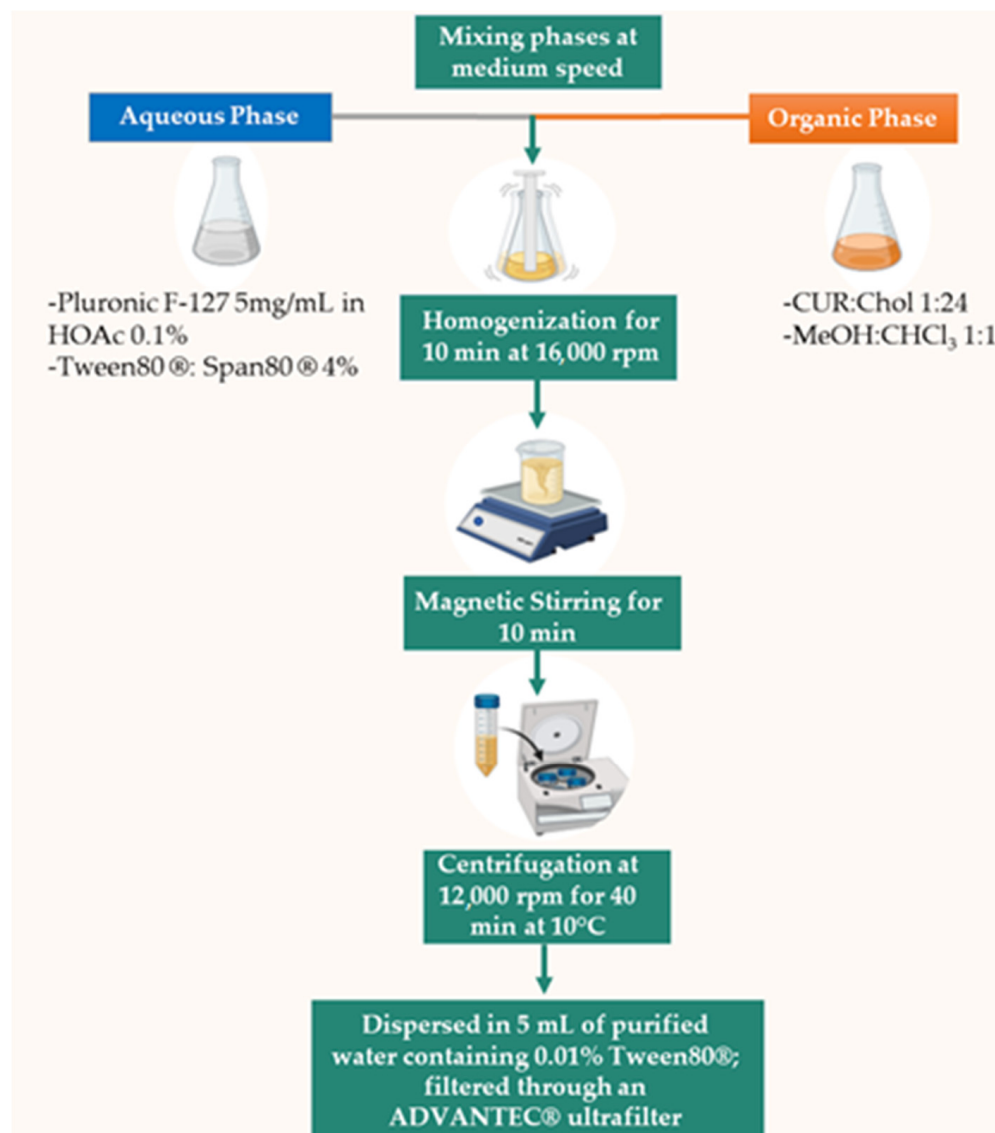 Mixing phases at
medium speed
Aqueous Phase
Organic Phase
-Pluronic F-127 5mg/mL in
HOAc 0.1%
-Tween80®: Span80® 4%
-CUR:Chol 1:24
-MeOH:CHCl₃ 1:1
Homogenization for
10 min at 16,000 rpm
Magnetic Stirring for
10 min
Centrifugation at
12,000 rpm for 40
min at 10°C
Dispersed in 5 mL of purified
water containing 0.01% Tween80®;
filtered through an
ADVANTEC® ultrafilter